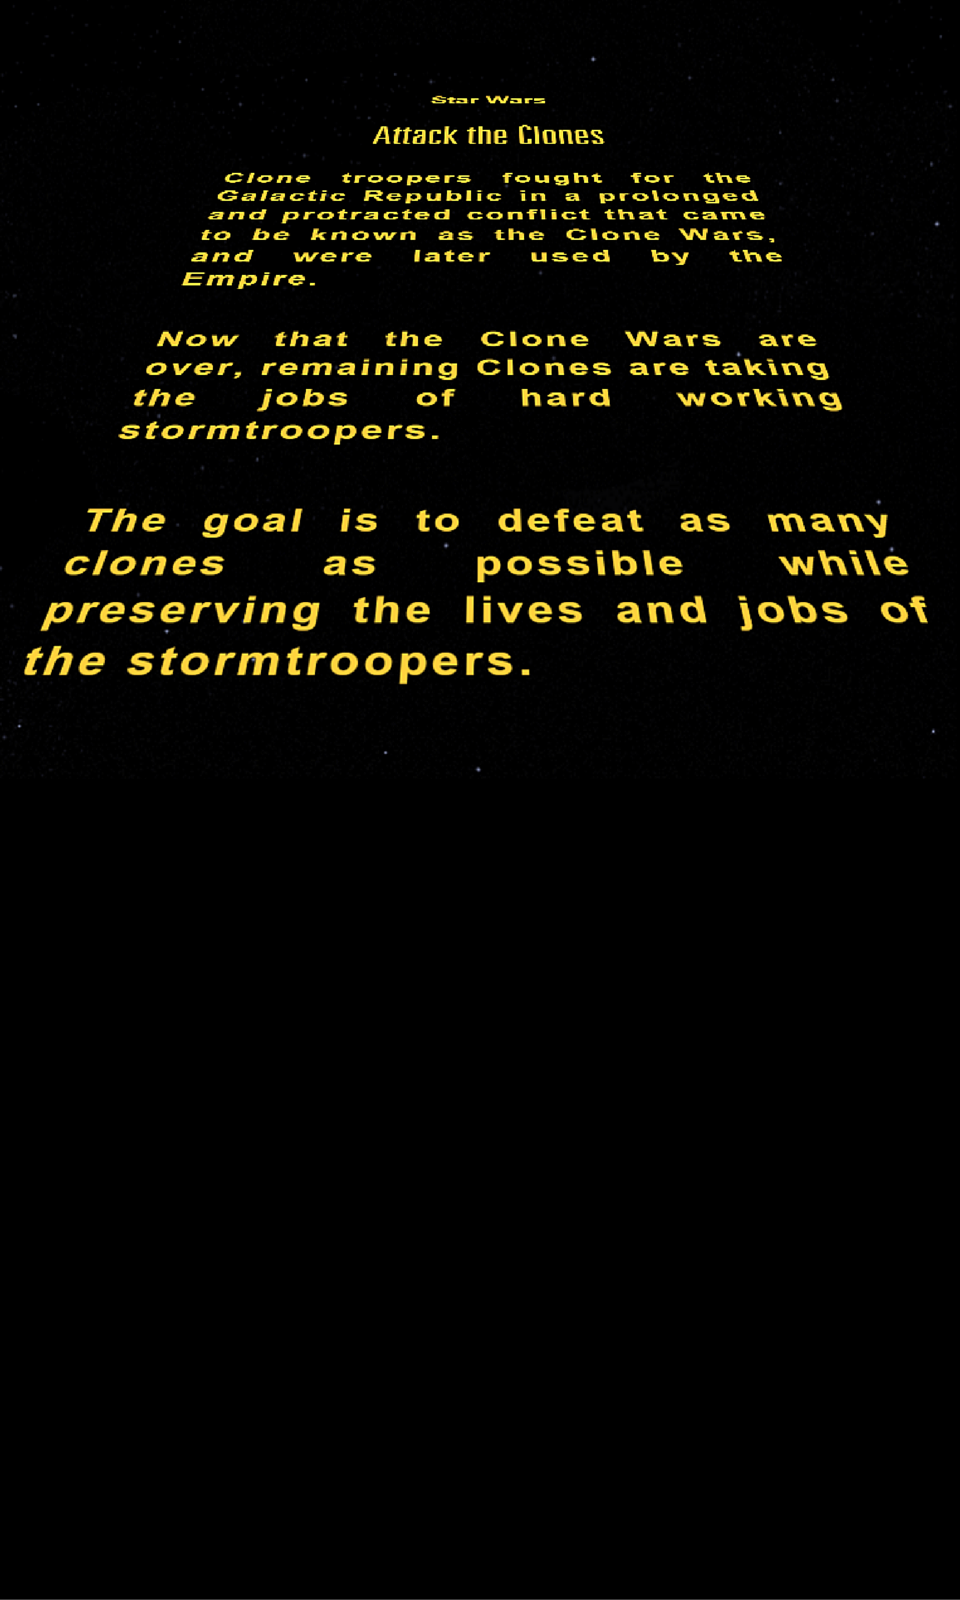 Star Wars
Attack the Clones
Clone troopers fought for the
Galactic Republic in a prolonged
and protracted conflict that came
to be known as the Clone Wars,
and were later used by the
Empire.
Now that the Clone Wars are
over, remaining Clones are taking
the jobs of hard working
stormtroopers.
The goal is to defeat as many
clones as possible while
preserving the lives and jobs of
the stormtroopers.